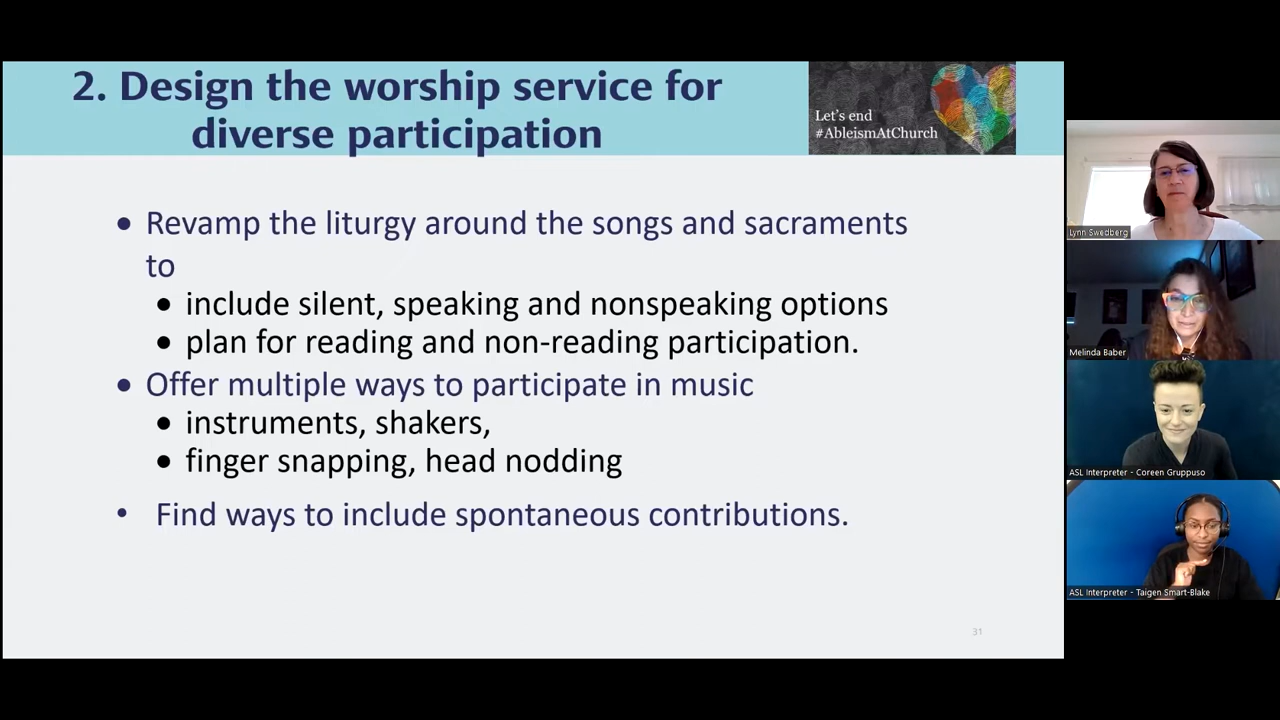 2. Design the worship service for
diverse participation
Let's end
#AbleismAtChurch
• Revamp the liturgy around the songs and sacraments
to
• include silent, speaking and nonspeaking options
• plan for reading and non-reading participation.
• Offer multiple ways to participate in music
• instruments, shakers,
• finger snapping, head nodding
• Find ways to include spontaneous contributions.
31
Lynn Swedberg
Melinda Baber
ASL Interpreter - Coreen Gruppuso
ASL Interpreter - Taigen Smart-Blake